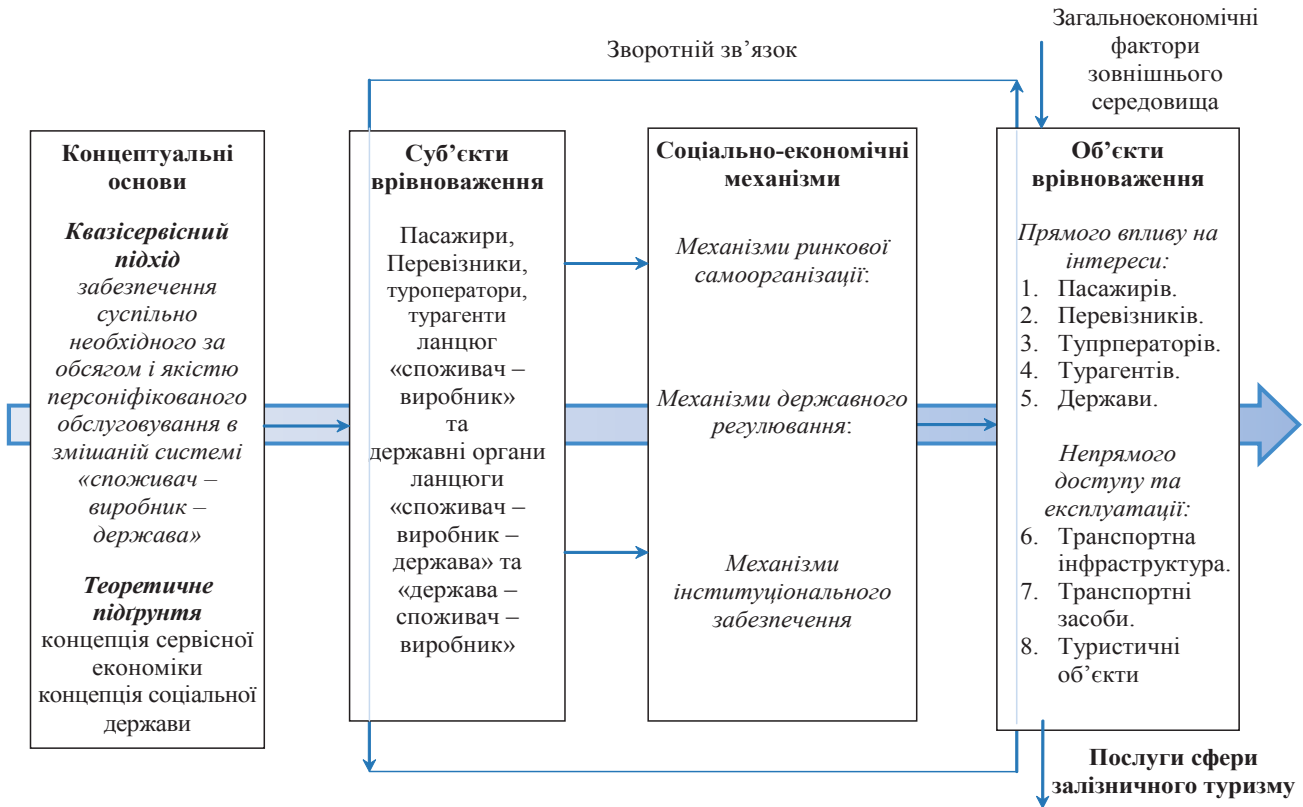 Зворотній зв’язок
Загальноекономічні
фактори
зовнішнього
середовища
Концептуальні
основи
Квазісервісний
підхід
забезпечення
суспільно
необхідного за
обсягом і якістю
персоніфікованого
обслуговування в
змішаній системі
«споживач –
виробник –
держава»
Теоретичне
підґрунтя
концепція сервісної
економіки
концепція соціальної
держави
Суб’єкти
врівноваження
Пасажири,
Перевізники,
туроператори,
турагенти
ланцюг
«споживач –
виробник»
та
державні органи
ланцюги
«споживач –
виробник –
держава» та
«держава –
споживач –
виробник»
Соціально-економічні
механізми
Механізми ринкової
самоорганізації:
Механізми державного
регулювання:
Механізми
інституціонального
забезпечення
Об’єкти
врівноваження
Прямого впливу на
інтереси:
1. Пасажирів.
2. Перевізників.
3. Тупрператорів.
4. Турагентів.
5. Держави.
Непрямого
доступу та
експлуатації:
6. Транспортна
інфраструктура.
7. Транспортні
засоби.
8. Туристичні
об’єкти
Послуги сфери
залізничного туризму